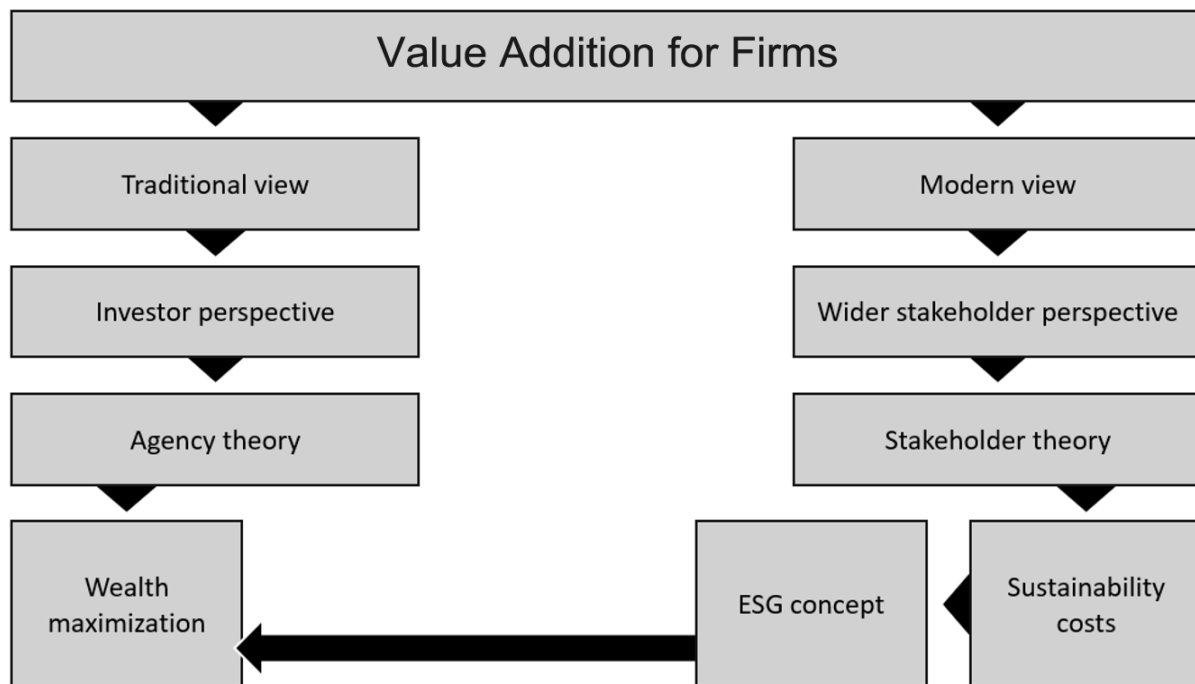 Value Addition for Firms
Traditional view
Modern view
Investor perspective
Wider stakeholder perspective
Agency theory
Stakeholder theory
Wealth
maximization
ESG concept
Sustainability
costs